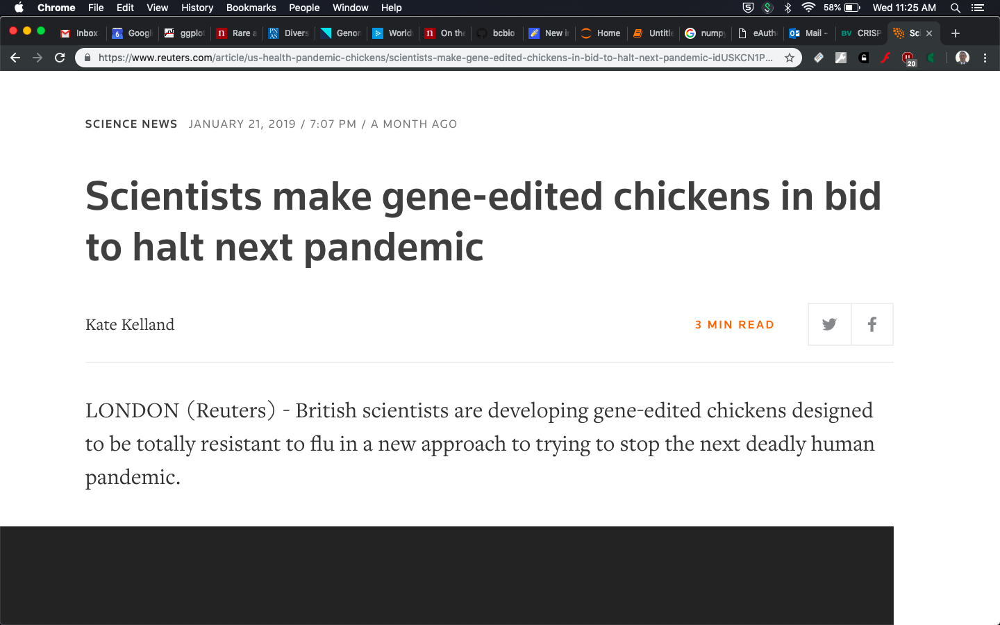 Chrome File Edit View History Bookmarks People Window Help 58% Wed 11:25 AM
Inbox Googl ggplot Rare a Divers Genom World On the bcbio New in Home Untitle numpy eAuth Mail - CRISP Sc
https://www.reuters.com/article/us-health-pandemic-chickens/scientists-make-gene-edited-chickens-in-bid-to-halt-next-pandemic-idUSKCN1P... 20
SCIENCE NEWS JANUARY 21, 2019 / 7:07 PM / A MONTH AGO
Scientists make gene-edited chickens in bid
to halt next pandemic
Kate Kelland 3 MIN READ
LONDON (Reuters) - British scientists are developing gene-edited chickens designed
to be totally resistant to flu in a new approach to trying to stop the next deadly human
pandemic.